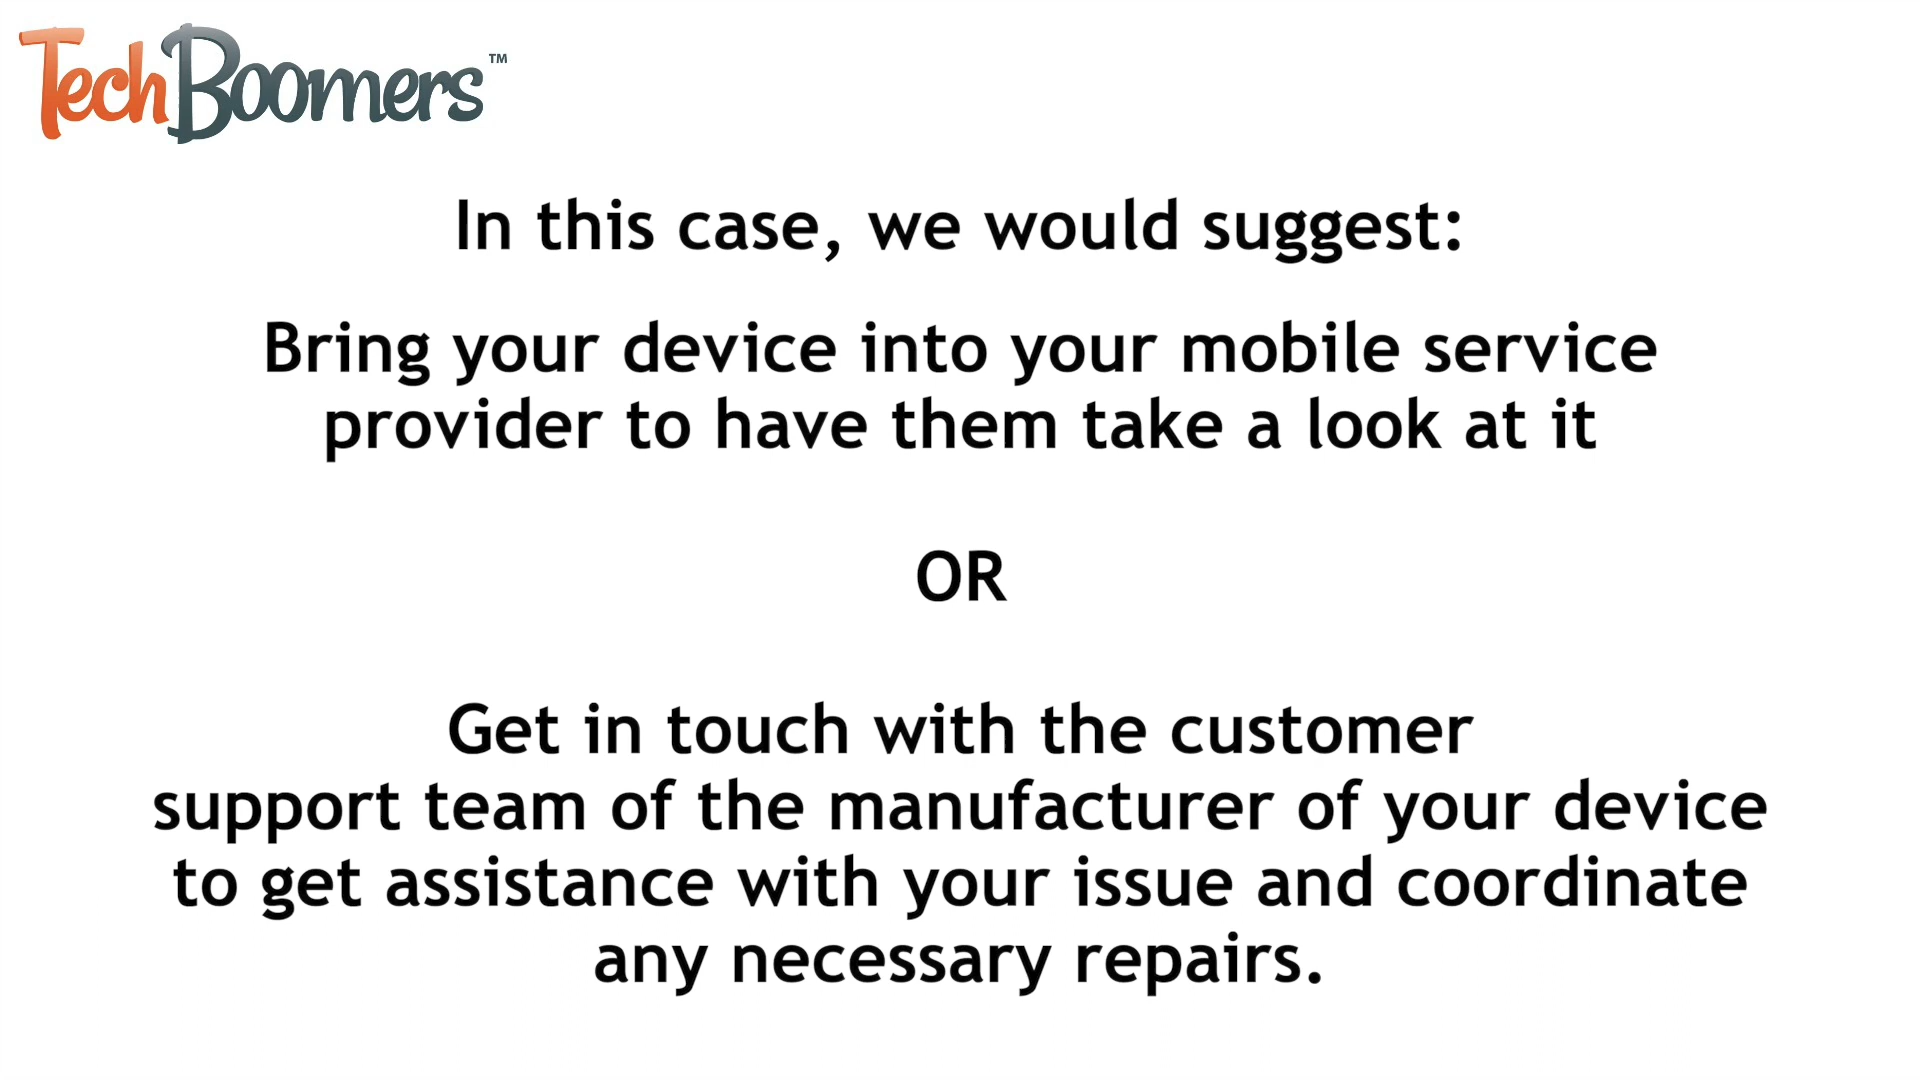 TechBoomers™
In this case, we would suggest:
Bring your device into your mobile service
provider to have them take a look at it
OR
Get in touch with the customer
support team of the manufacturer of your device
to get assistance with your issue and coordinate
any necessary repairs.